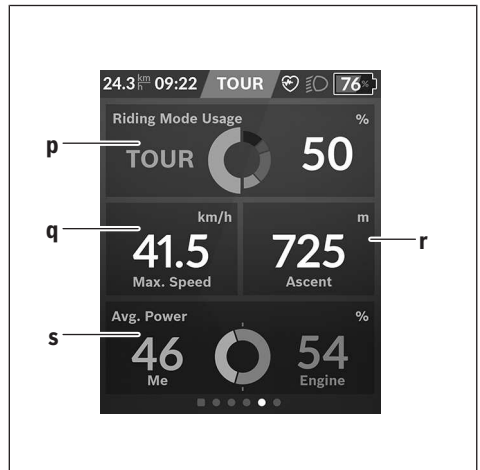 24.3 km/h 09:22 TOUR 76%
Riding Mode Usage %
p
TOUR 50
q
km/h
41.5
Max. Speed
m
725
Ascent
r
Avg. Power %
s
46 54
Me Engine